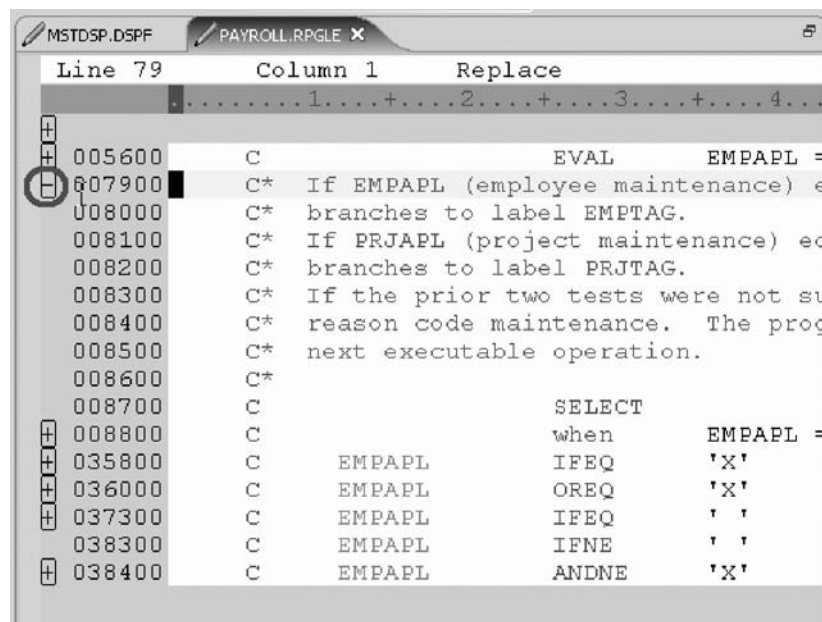 MSTDSP.DSPF PAYROLL.RPGLE
Line 79 Column 1 Replace
.........1....+....2....+....3....+....4...
005600 C EVAL EMPAPL =
007900 C* If EMPAPL (employee maintenance) e
008000 C* branches to label EMPTAG.
008100 C* If PRJAPL (project maintenance) ec
008200 C* branches to label PRJTAG.
008300 C* If the prior two tests were not su
008400 C* reason code maintenance. The prog
008500 C* next executable operation.
008600 C*
008700 C SELECT
008800 C when EMPAPL =
035800 C EMPAPL IFEQ 'X'
036000 C EMPAPL OREQ 'X'
037300 C EMPAPL IFEQ ' '
038300 C EMPAPL IFNE ' '
038400 C EMPAPL ANDNE 'X'